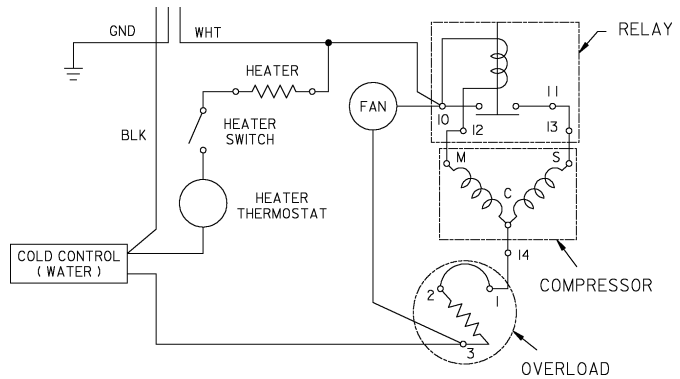 GND
WHT
RELAY
HEATER
FAN
11
10
12
13
BLK
HEATER
SWITCH
M
S
C
HEATER
THERMOSTAT
14
COLD CONTROL
( WATER )
COMPRESSOR
2
1
3
OVERLOAD